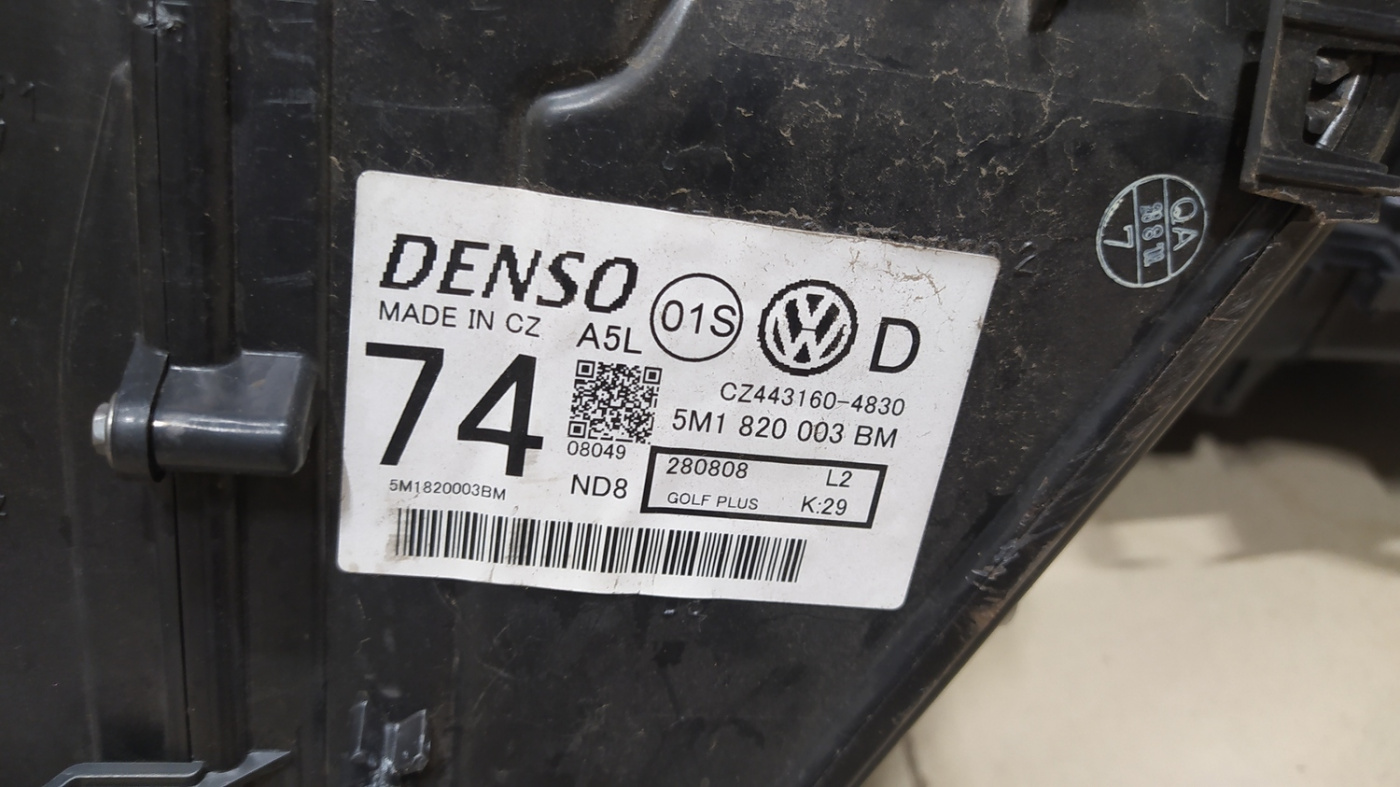 DENSO
MADE IN CZ
A5L
01S
D
74
CZ443160-4830
5M1 820 003 BM
08049
280808 L2
GOLF PLUS K:29
5M1820003BM
ND8
QA
7